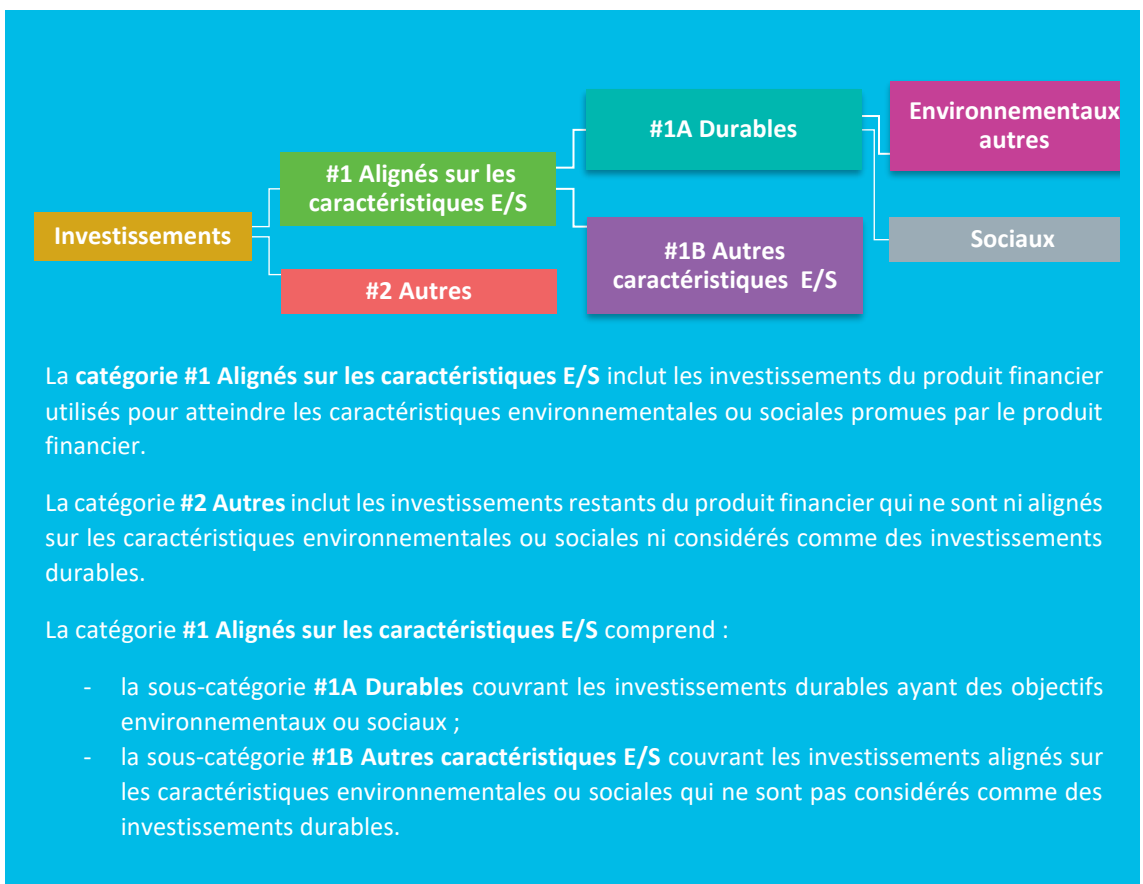 Investissements
#1 Alignés sur les
caractéristiques E/S
#2 Autres
#1A Durables
#1B Autres
caractéristiques E/S
Environnementaux
autres
Sociaux
La catégorie #1 Alignés sur les caractéristiques E/S inclut les investissements du produit financier
utilisés pour atteindre les caractéristiques environnementales ou sociales promues par le produit
financier.
La catégorie #2 Autres inclut les investissements restants du produit financier qui ne sont ni alignés
sur les caractéristiques environnementales ou sociales ni considérés comme des investissements
durables.
La catégorie #1 Alignés sur les caractéristiques E/S comprend :
- la sous-catégorie #1A Durables couvrant les investissements durables ayant des objectifs
environnementaux ou sociaux ;
- la sous-catégorie #1B Autres caractéristiques E/S couvrant les investissements alignés sur
les caractéristiques environnementales ou sociales qui ne sont pas considérés comme des
investissements durables.